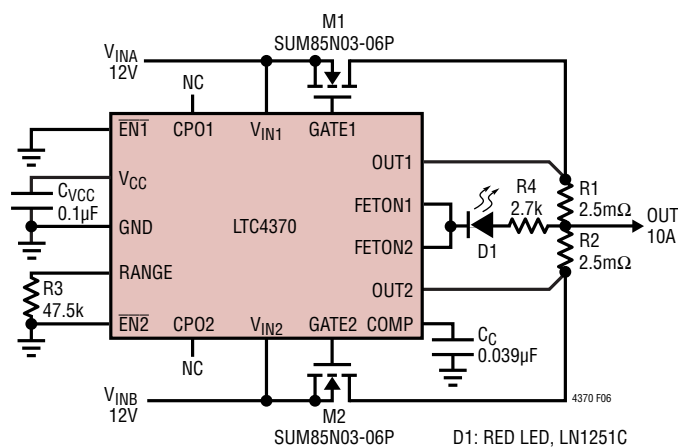 M1
SUM85N03-06P
VINA
12V
NC
EN1
CPO1
VIN1
GATE1
OUT1
VCC
CVCC
0.1µF
FETON1
R4
2.7k
R1
2.5mΩ
OUT
10A
GND
LTC4370
FETON2
D1
R2
2.5mΩ
RANGE
R3
47.5k
OUT2
EN2
CPO2
VIN2
GATE2
COMP
CC
0.039µF
NC
VINB
12V
M2
SUM85N03-06P
4370 F06
D1: RED LED, LN1251C